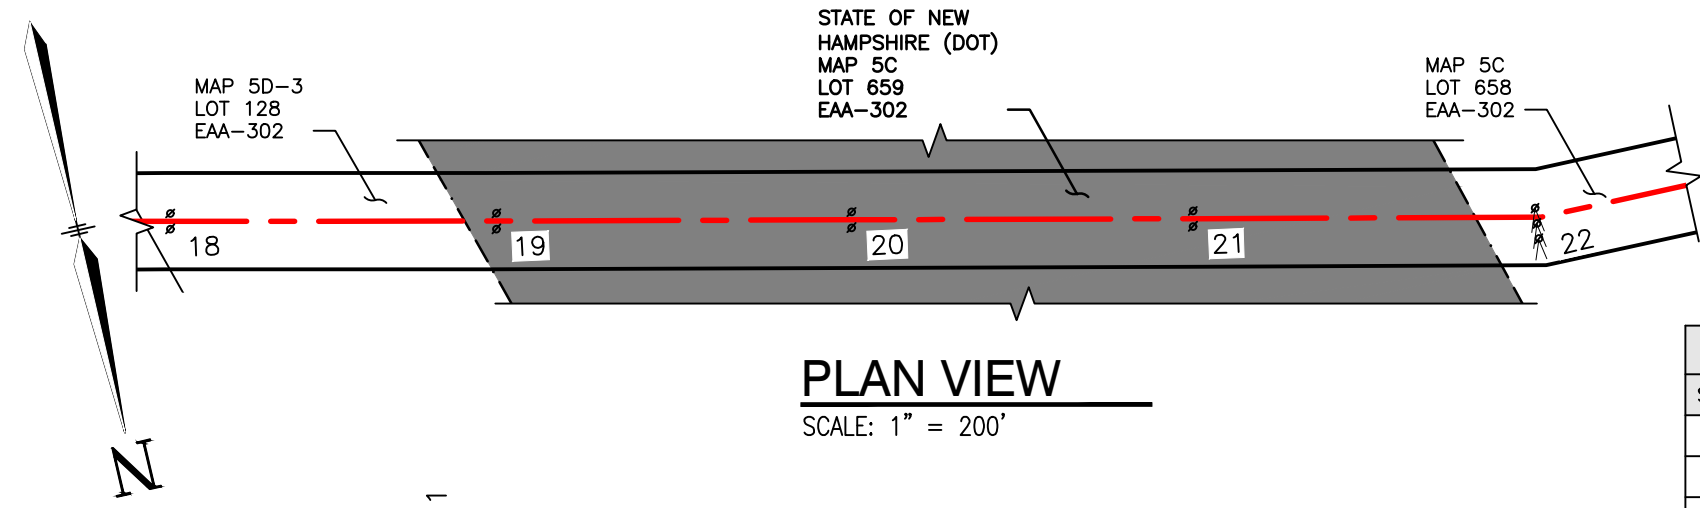 STATE OF NEW
HAMPSHIRE (DOT)
MAP 5C
LOT 659
EAA-302
MAP 5D-3
LOT 128
EAA-302
MAP 5C
LOT 658
EAA-302
18
19
20
21
22
PLAN VIEW
SCALE: 1" = 200'
N
1